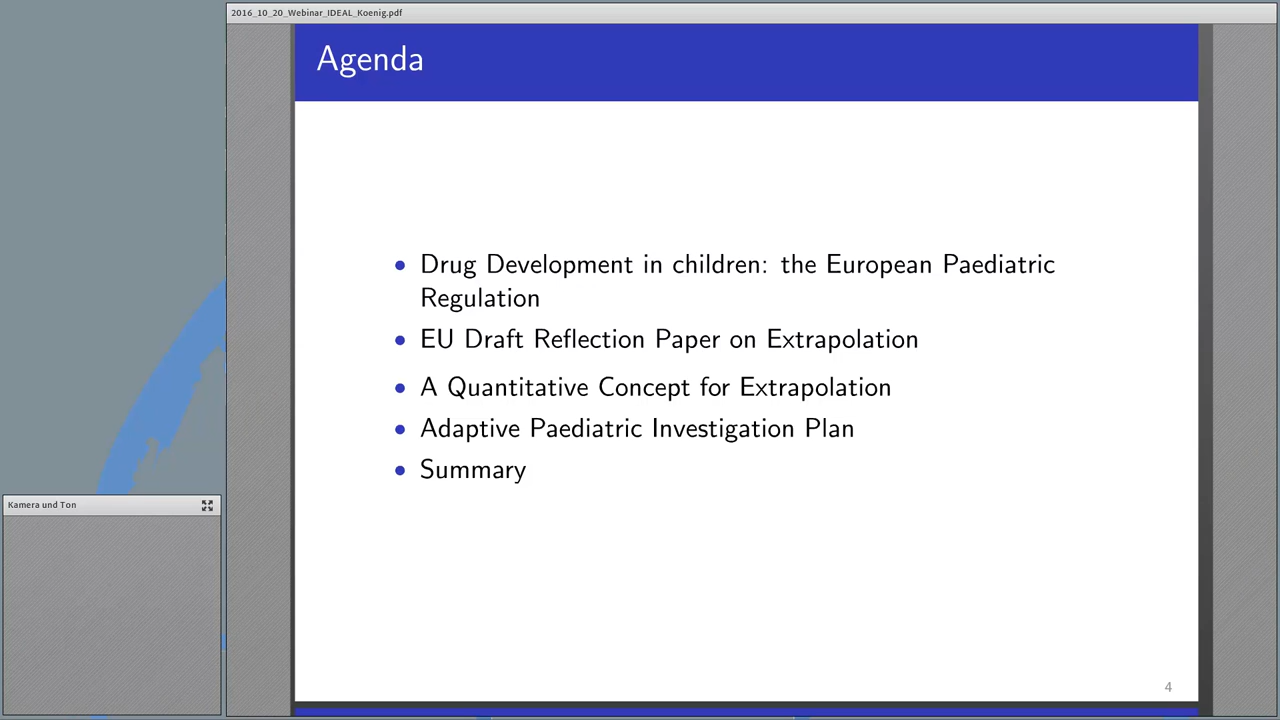 2016_10_20_Webinar_IDEAL_Koenig.pdf
Agenda
• Drug Development in children: the European Paediatric
Regulation
• EU Draft Reflection Paper on Extrapolation
• A Quantitative Concept for Extrapolation
• Adaptive Paediatric Investigation Plan
• Summary
Kamera und Ton
4